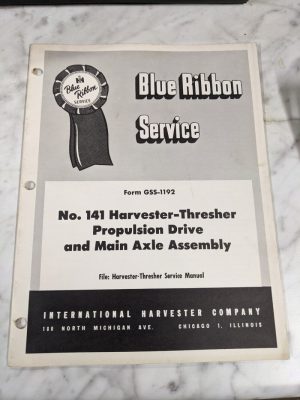 IH
Blue
Ribbon
SERVICE
Blue Ribbon
Service
Form GSS-1192
No. 141 Harvester-Thresher
Propulsion Drive
and Main Axle Assembly
File: Harvester-Thresher Service Manual
INTERNATIONAL HARVESTER COMPANY
180 NORTH MICHIGAN AVE. CHICAGO 1, ILLINOIS